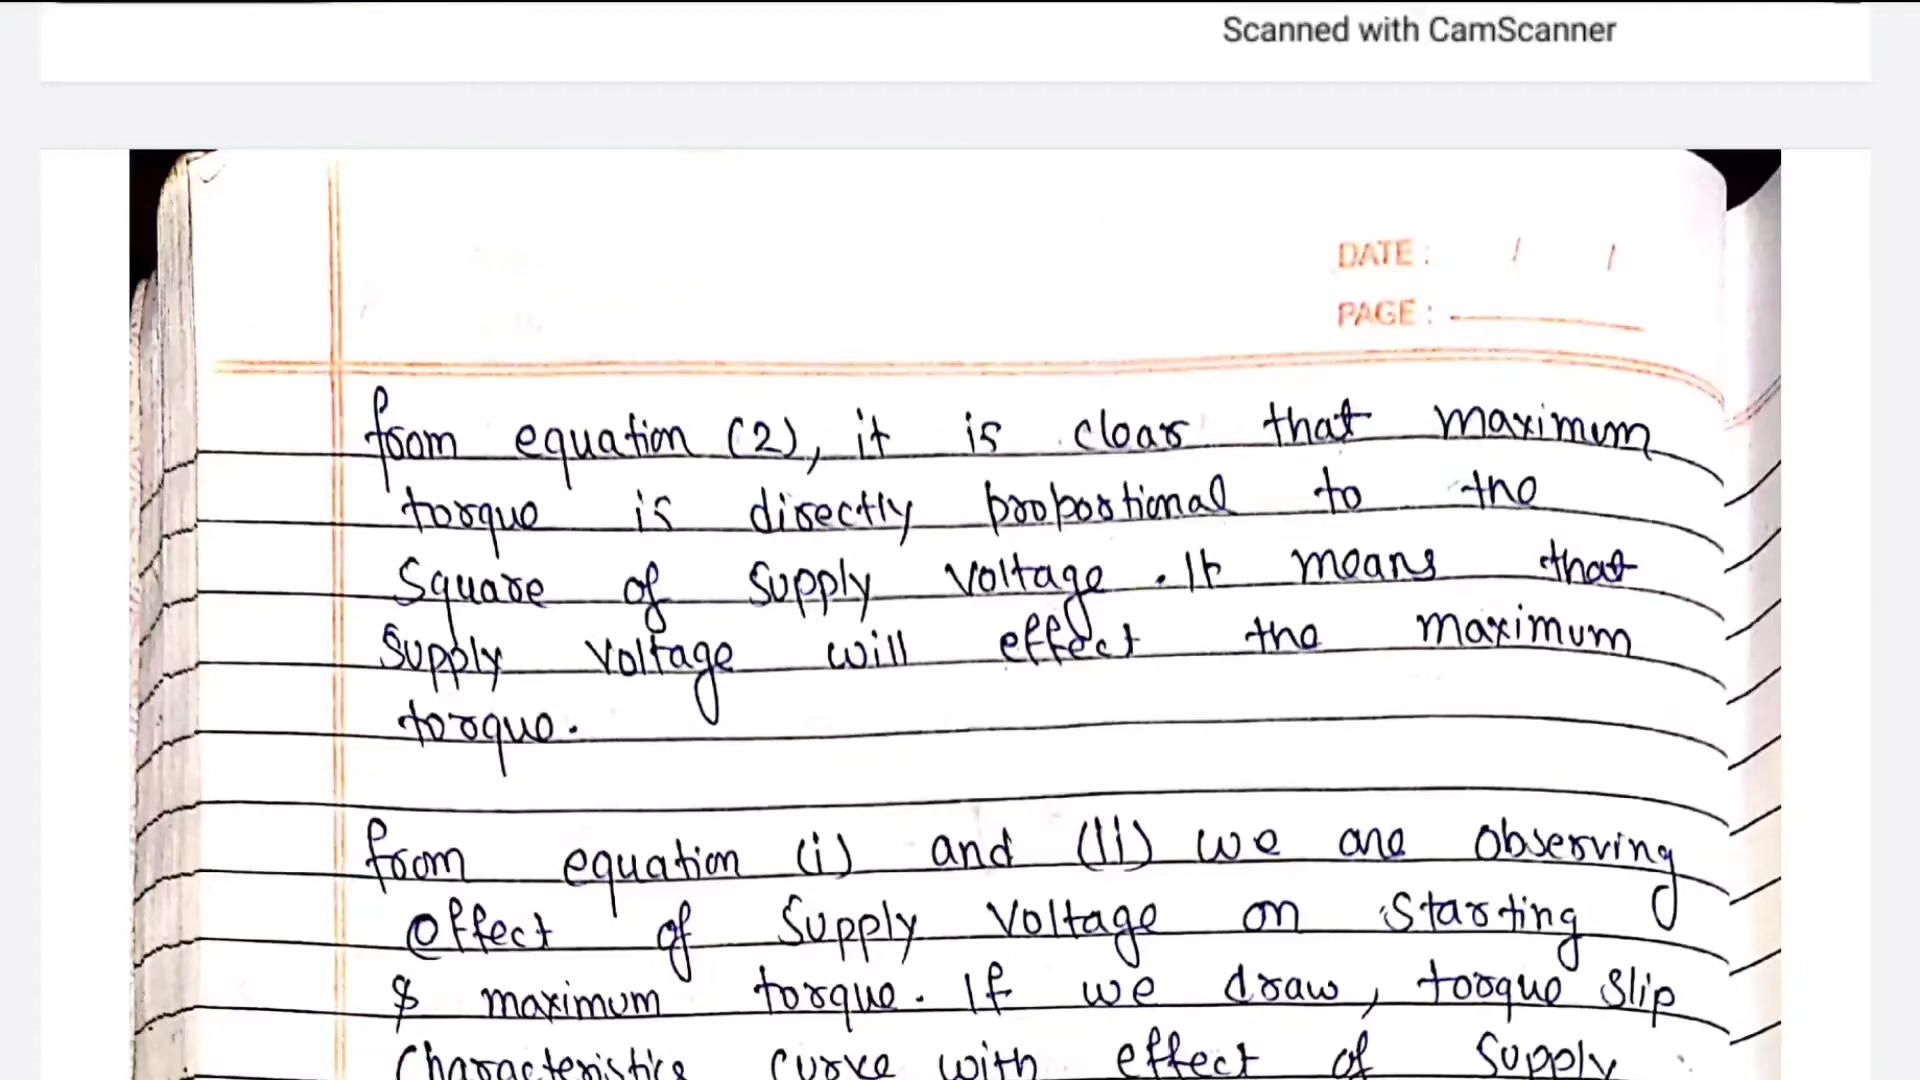 Scanned with CamScanner
DATE : / /
PAGE :
from equation (2), it is clear that maximum
torque is directly proportional to the
Square of supply voltage. It means that
supply voltage will effect the maximum
torque.
from equation (i) and (ii) we are observing
effect of supply voltage on starting
& maximum torque. If we draw, torque slip
Characteristics curve with effect of supply